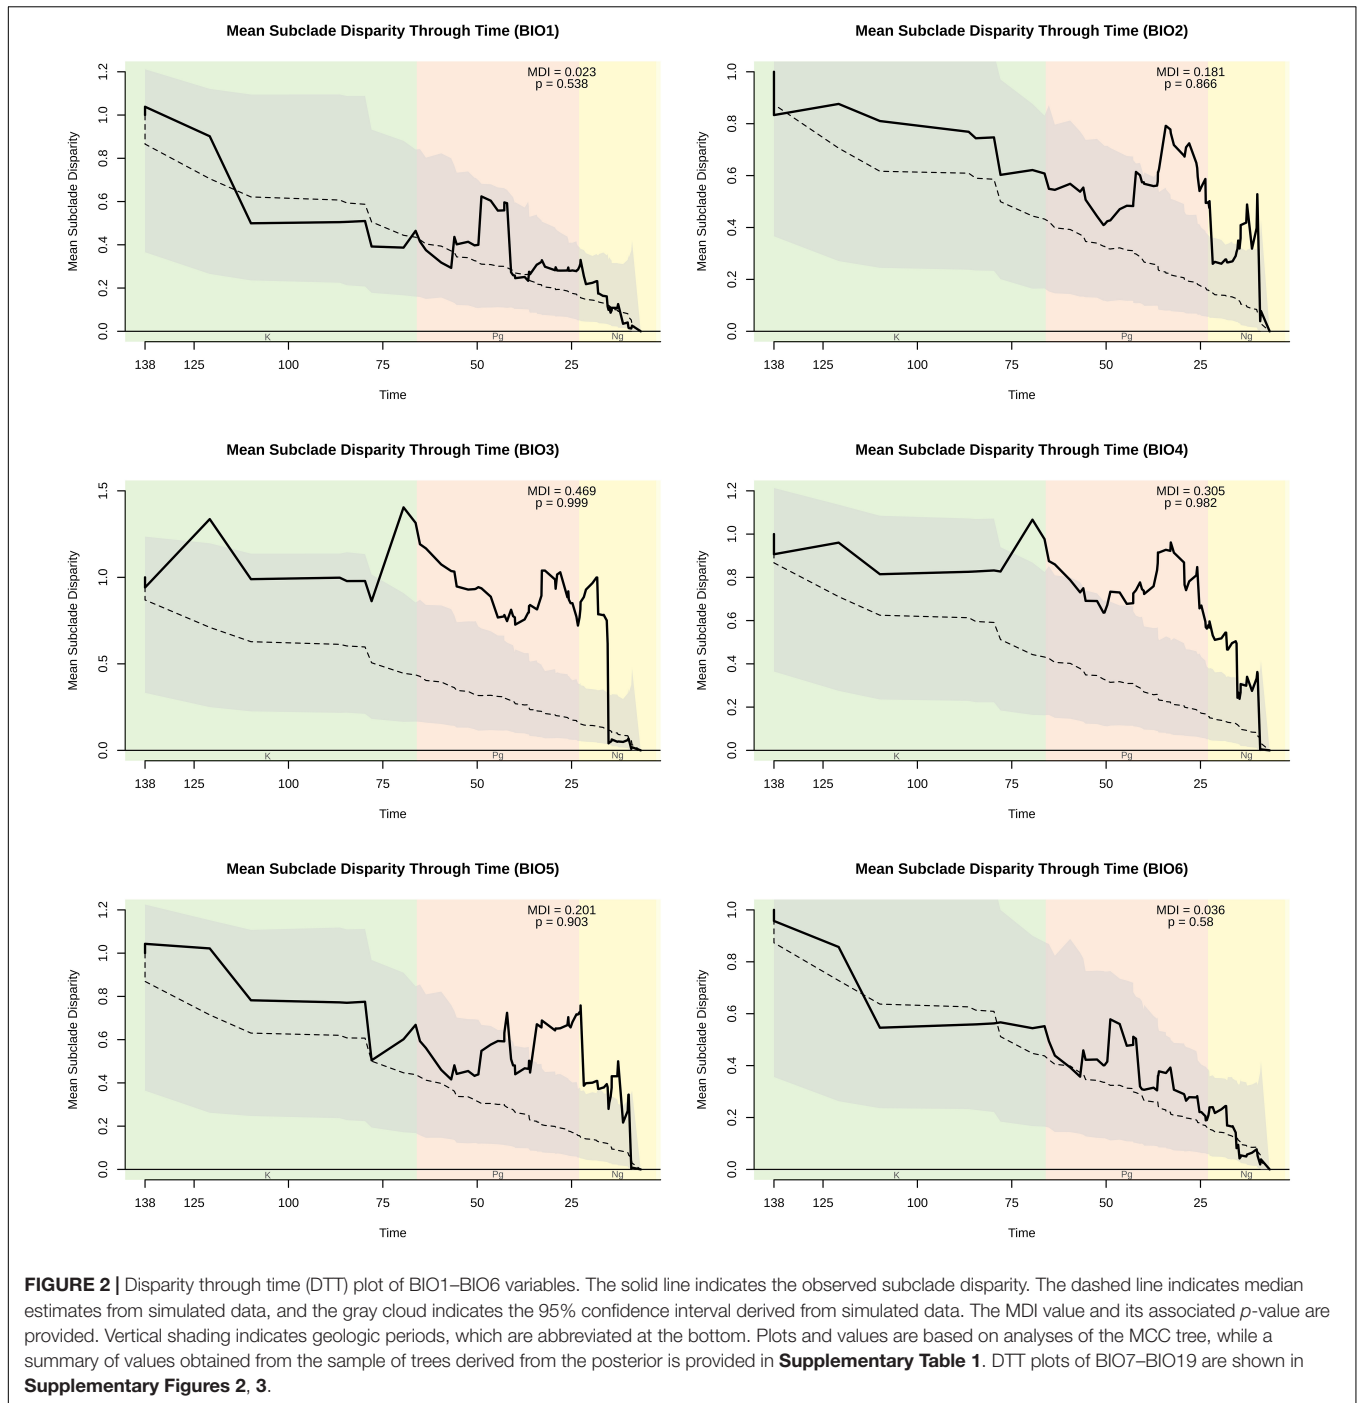 Mean Subclade Disparity Through Time (BIO1)
MDI = 0.023
p = 0.538
Mean Subclade Disparity
0.0 0.2 0.4 0.6 0.8 1.0 1.2
K Pg Ng
138 125 100 75 50 25
Time
Mean Subclade Disparity Through Time (BIO2)
MDI = 0.181
p = 0.866
Mean Subclade Disparity
0.0 0.2 0.4 0.6 0.8 1.0
K Pg Ng
138 125 100 75 50 25
Time
Mean Subclade Disparity Through Time (BIO3)
MDI = 0.469
p = 0.999
Mean Subclade Disparity
0.0 0.5 1.0 1.5
K Pg Ng
138 125 100 75 50 25
Time
Mean Subclade Disparity Through Time (BIO4)
MDI = 0.305
p = 0.982
Mean Subclade Disparity
0.0 0.2 0.4 0.6 0.8 1.0 1.2
K Pg Ng
138 125 100 75 50 25
Time
Mean Subclade Disparity Through Time (BIO5)
MDI = 0.201
p = 0.903
Mean Subclade Disparity
0.0 0.2 0.4 0.6 0.8 1.0 1.2
K Pg Ng
138 125 100 75 50 25
Time
Mean Subclade Disparity Through Time (BIO6)
MDI = 0.036
p = 0.58
Mean Subclade Disparity
0.0 0.2 0.4 0.6 0.8 1.0
K Pg Ng
138 125 100 75 50 25
Time
FIGURE 2 | Disparity through time (DTT) plot of BIO1–BIO6 variables. The solid line indicates the observed subclade disparity. The dashed line indicates median
estimates from simulated data, and the gray cloud indicates the 95% confidence interval derived from simulated data. The MDI value and its associated p-value are
provided. Vertical shading indicates geologic periods, which are abbreviated at the bottom. Plots and values are based on analyses of the MCC tree, while a
summary of values obtained from the sample of trees derived from the posterior is provided in Supplementary Table 1. DTT plots of BIO7–BIO19 are shown in
Supplementary Figures 2, 3.